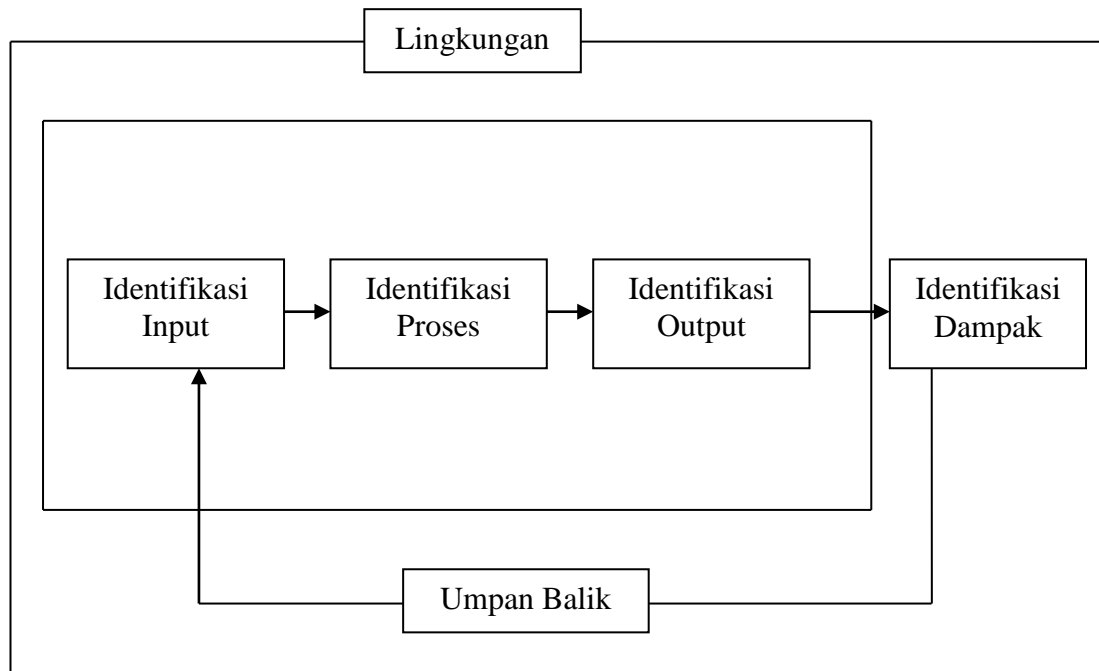 Lingkungan
Identifikasi
Input
Identifikasi
Proses
Identifikasi
Output
Identifikasi
Dampak
Umpan Balik